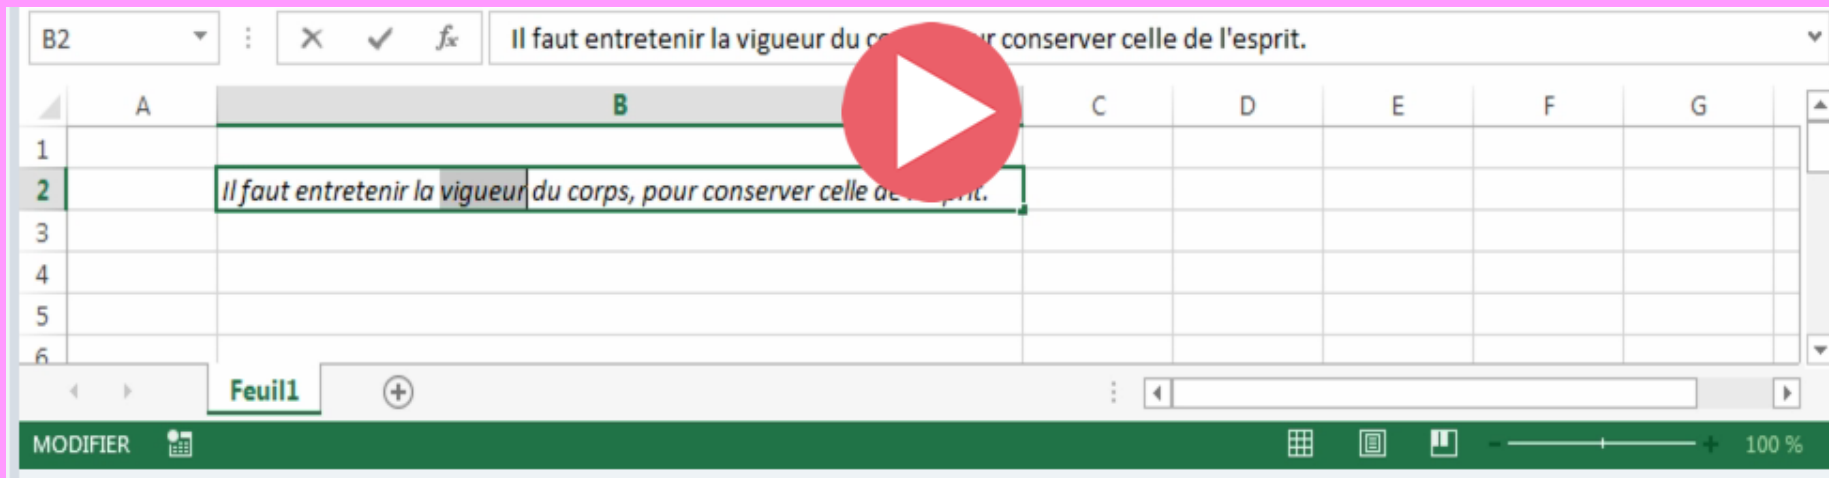 B2 fx Il faut entretenir la vigueur du conserver celle de l'esprit.
A B C D E F G
1
2 Il faut entretenir la vigueur du corps, pour conserver celle
3
4
5
6
Feuil1
MODIFIER 100 %